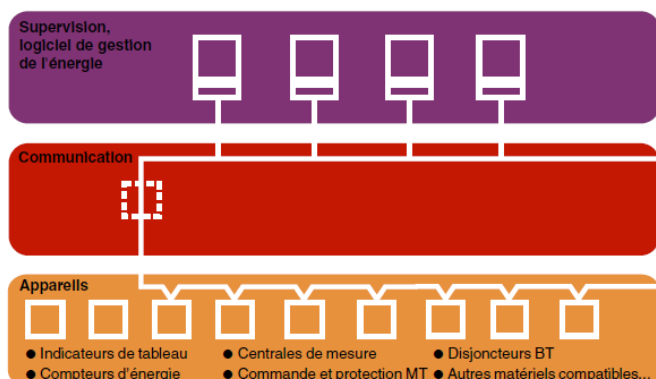 Supervision,
logiciel de gestion
de l'énergie
Communication
Appareils
● Indicateurs de tableau
● Centrales de mesure
● Disjoncteurs BT
● Compteurs d'énergie
● Commande et protection MT
● Autres matériels compatibles...